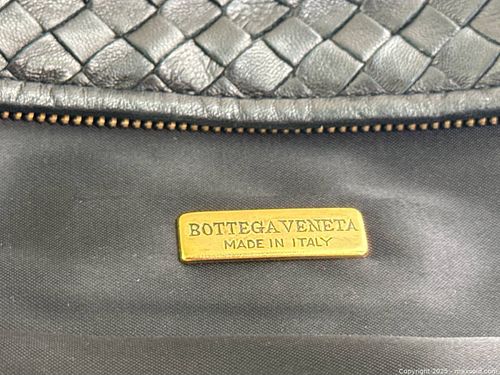 BOTTEGA VENETA
MADE IN ITALY
Copyright 2025 - maxsold.com